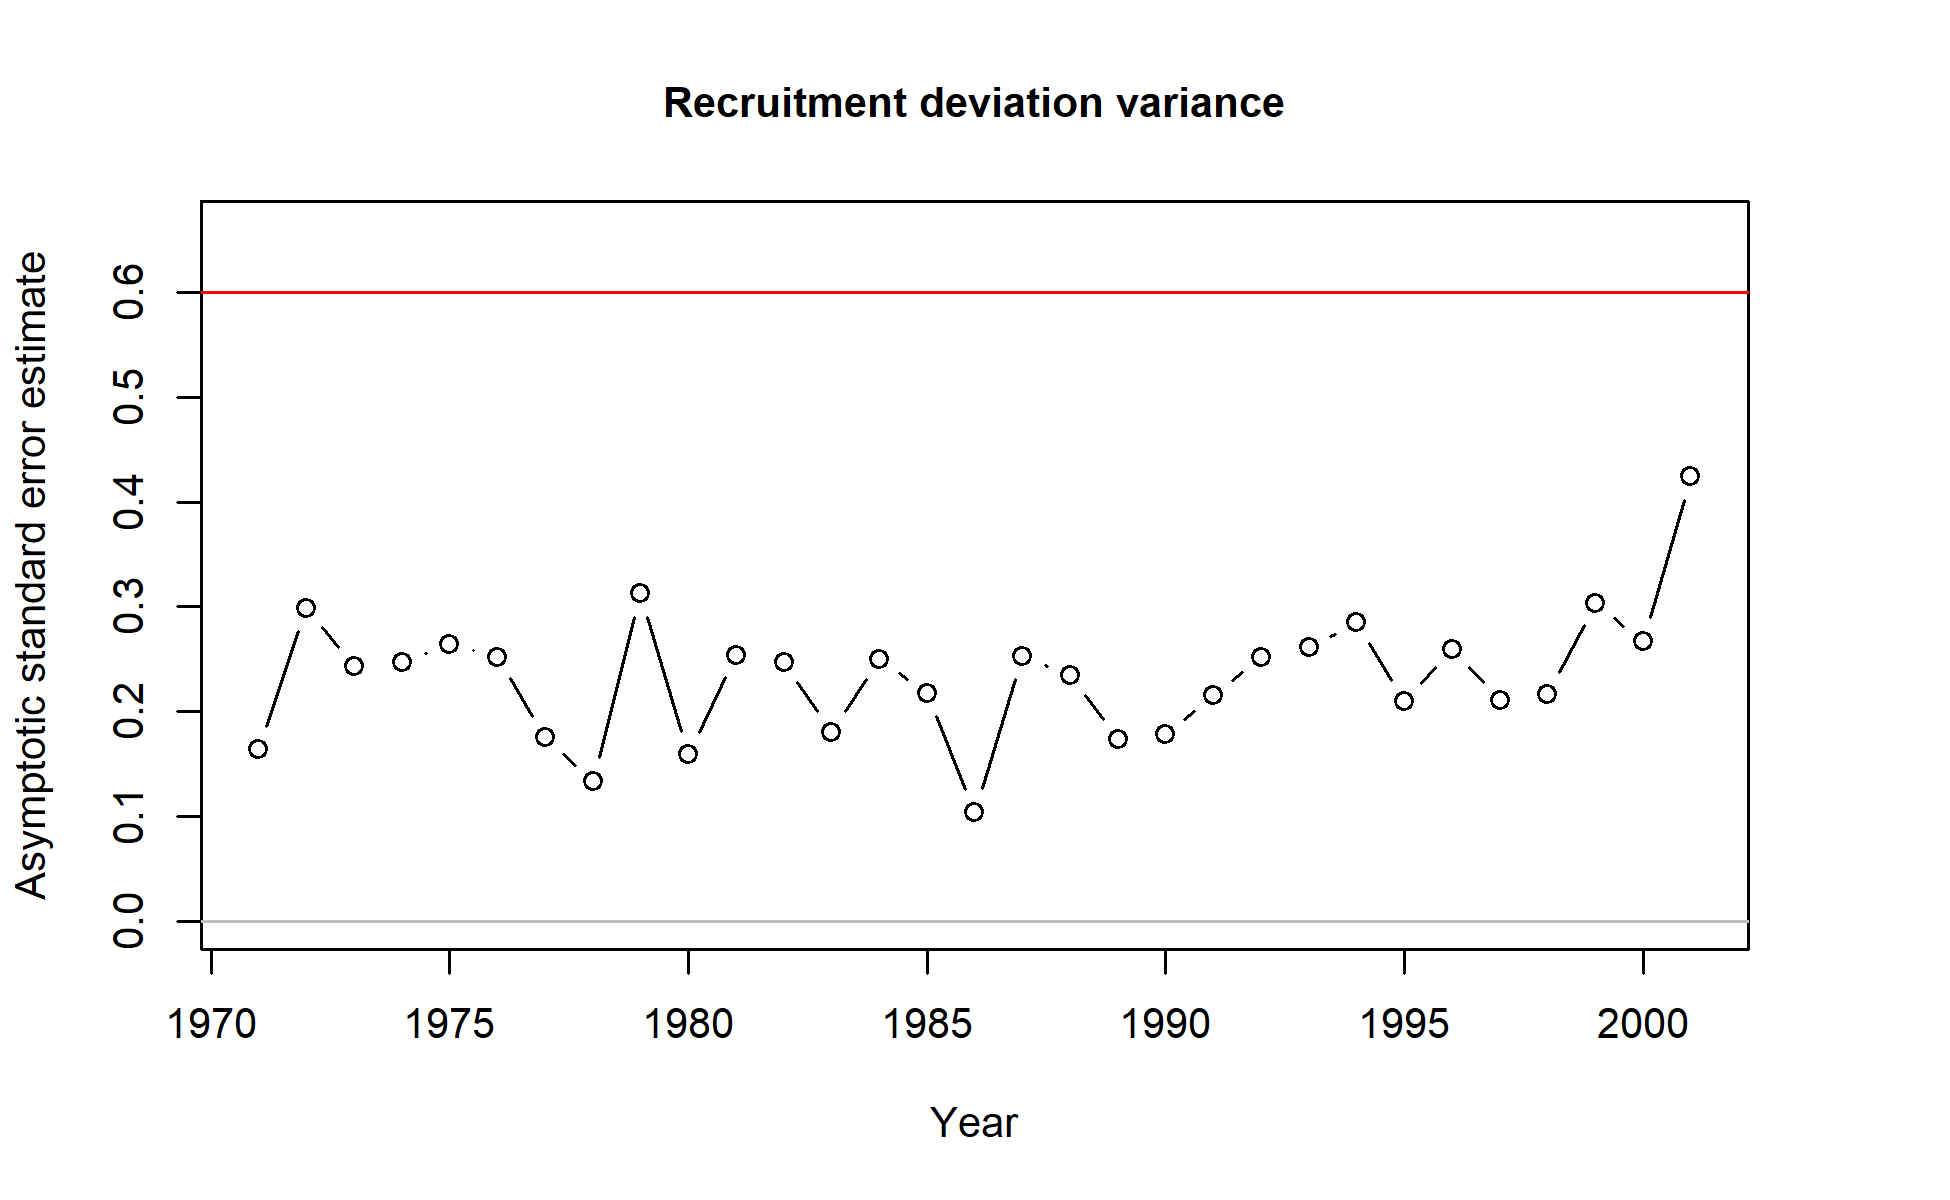 Recruitment deviation variance
Asymptotic standard error estimate
0.6
0.5
0.4
0.3
0.2
0.1
0.0
1970 1975 1980 1985 1990 1995 2000
Year